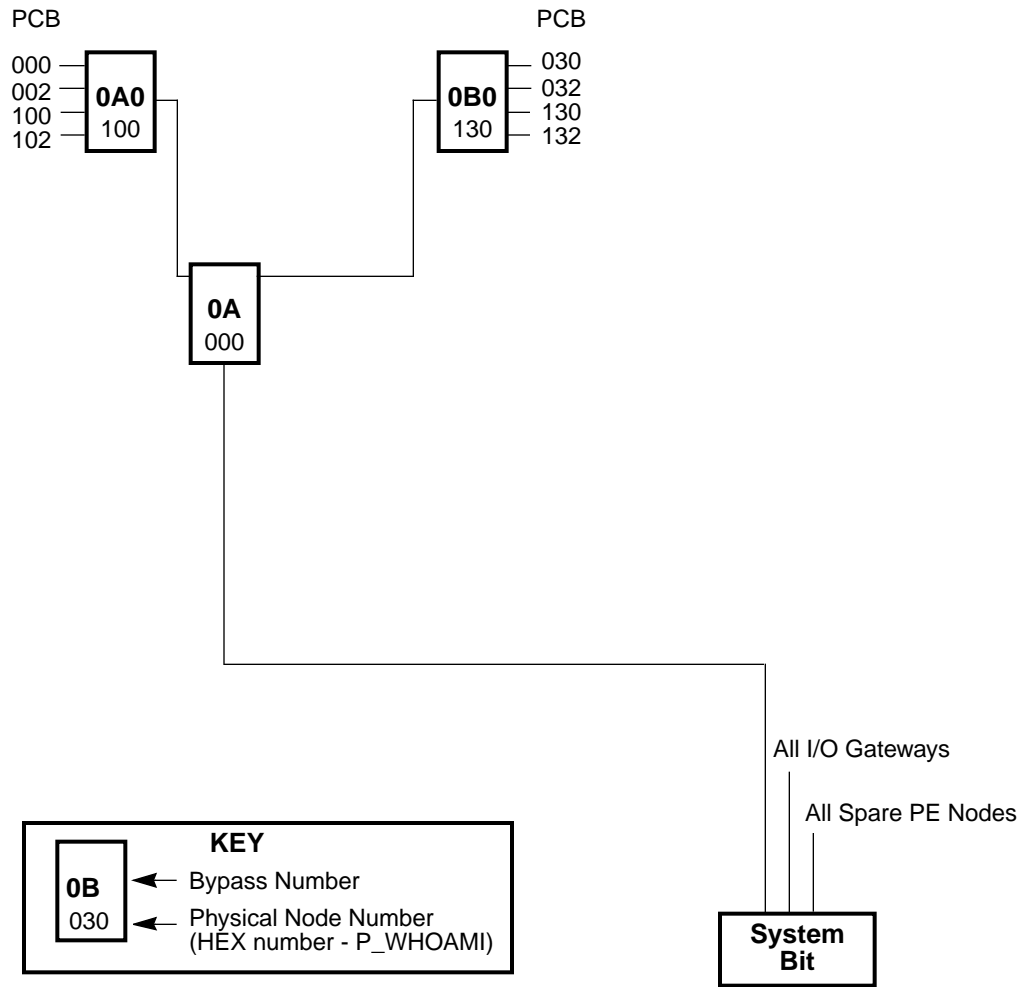 PCB
000
002
100
102
0A0
100
PCB
0B0
130
030
032
130
132
0A
000
All I/O Gateways
All Spare PE Nodes
System
Bit
KEY
0B
030
Bypass Number
Physical Node Number
(HEX number - P_WHOAMI)